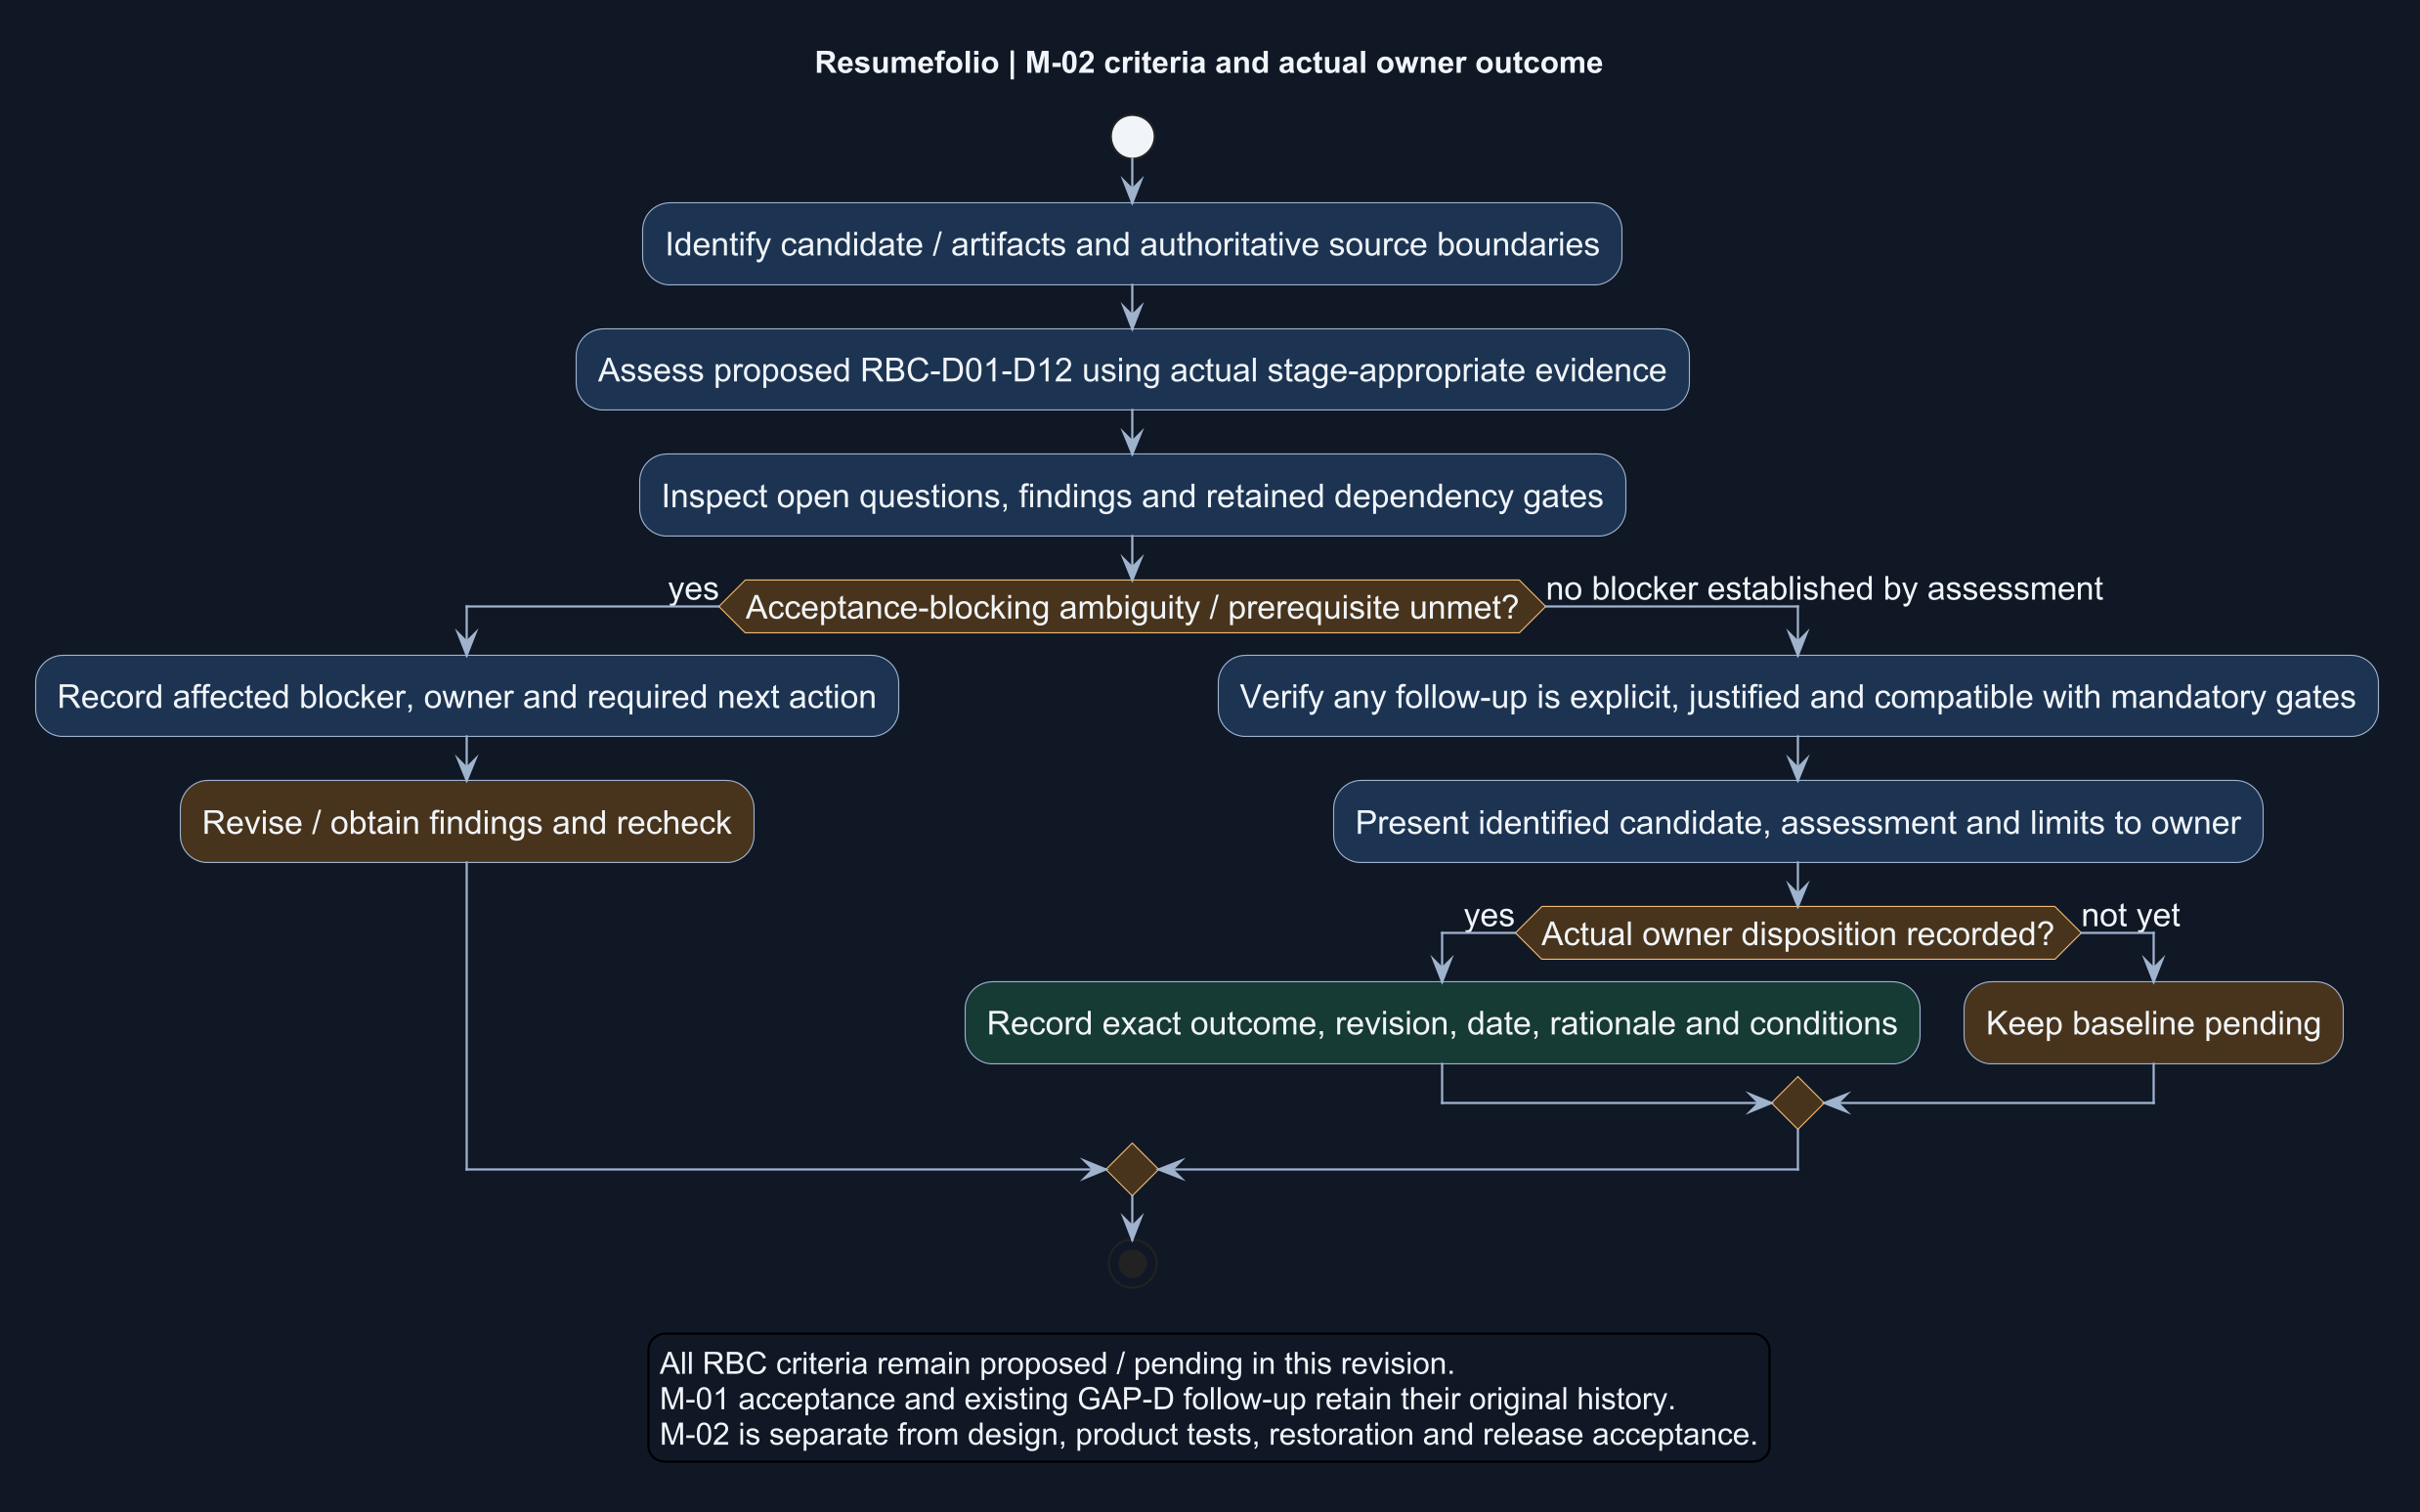 Resumefolio | M-02 criteria and actual owner outcome
Identify candidate / artifacts and authoritative source boundaries
Assess proposed RBC-D01-D12 using actual stage-appropriate evidence
Inspect open questions, findings and retained dependency gates
yes
Acceptance-blocking ambiguity / prerequisite unmet?
no blocker established by assessment
Record affected blocker, owner and required next action
Verify any follow-up is explicit, justified and compatible with mandatory gates
Revise / obtain findings and recheck
Present identified candidate, assessment and limits to owner
yes
Actual owner disposition recorded?
not yet
Record exact outcome, revision, date, rationale and conditions
Keep baseline pending
All RBC criteria remain proposed / pending in this revision.
M-01 acceptance and existing GAP-D follow-up retain their original history.
M-02 is separate from design, product tests, restoration and release acceptance.